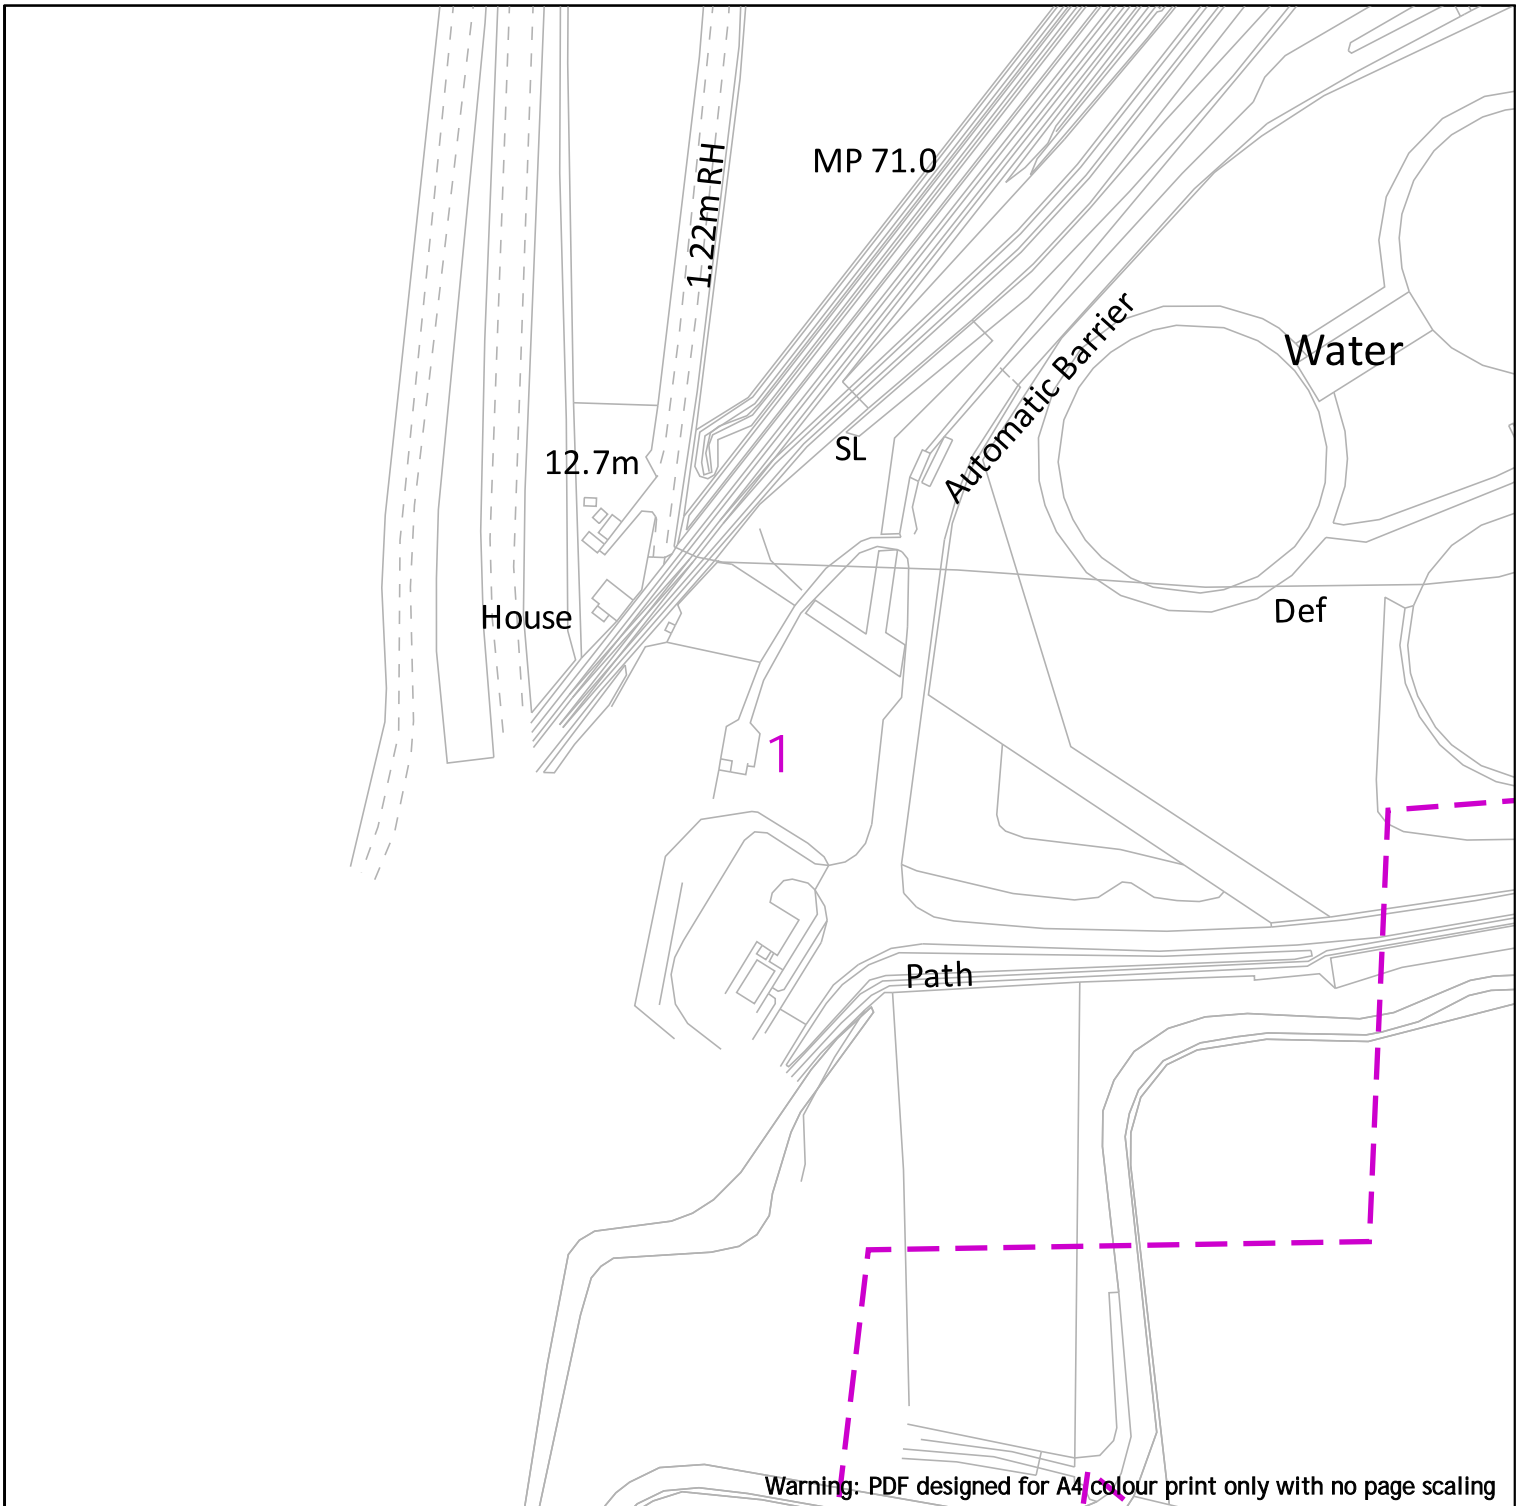 MP 71.0
1.22m RH
Automatic Barrier
Water
SL
12.7m
Def
House
1
Path
Warning: PDF designed for A4 colour print only with no page scaling